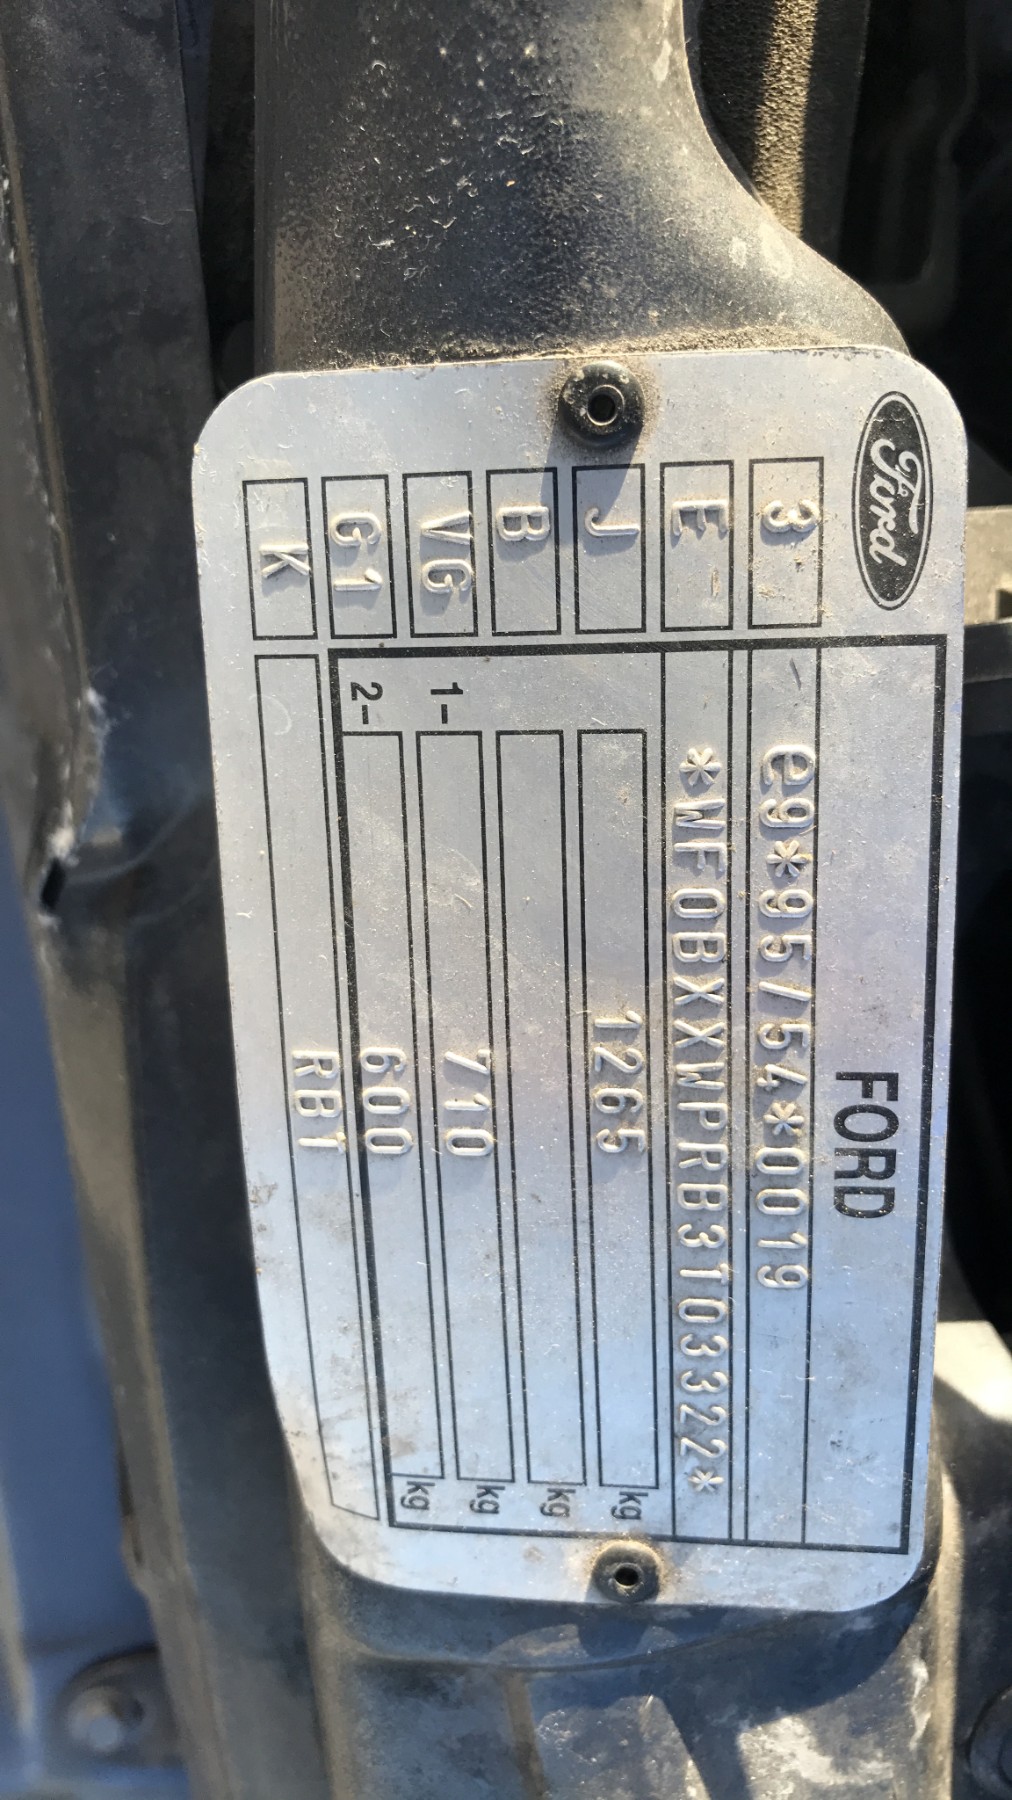 Ford
FORD
3
e9*95/54*0019
E
*WF0BXXWPRB3T03322*
J
1265 kg
B
kg
VG
1- 710 kg
G1
2- 600 kg
K
RBT